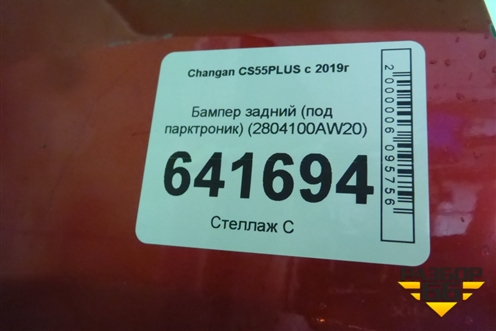 Changan CS55PLUS с 2019г
Бампер задний (под
парктроник) (2804100AW20)
641694
Стеллаж С
2000006095756